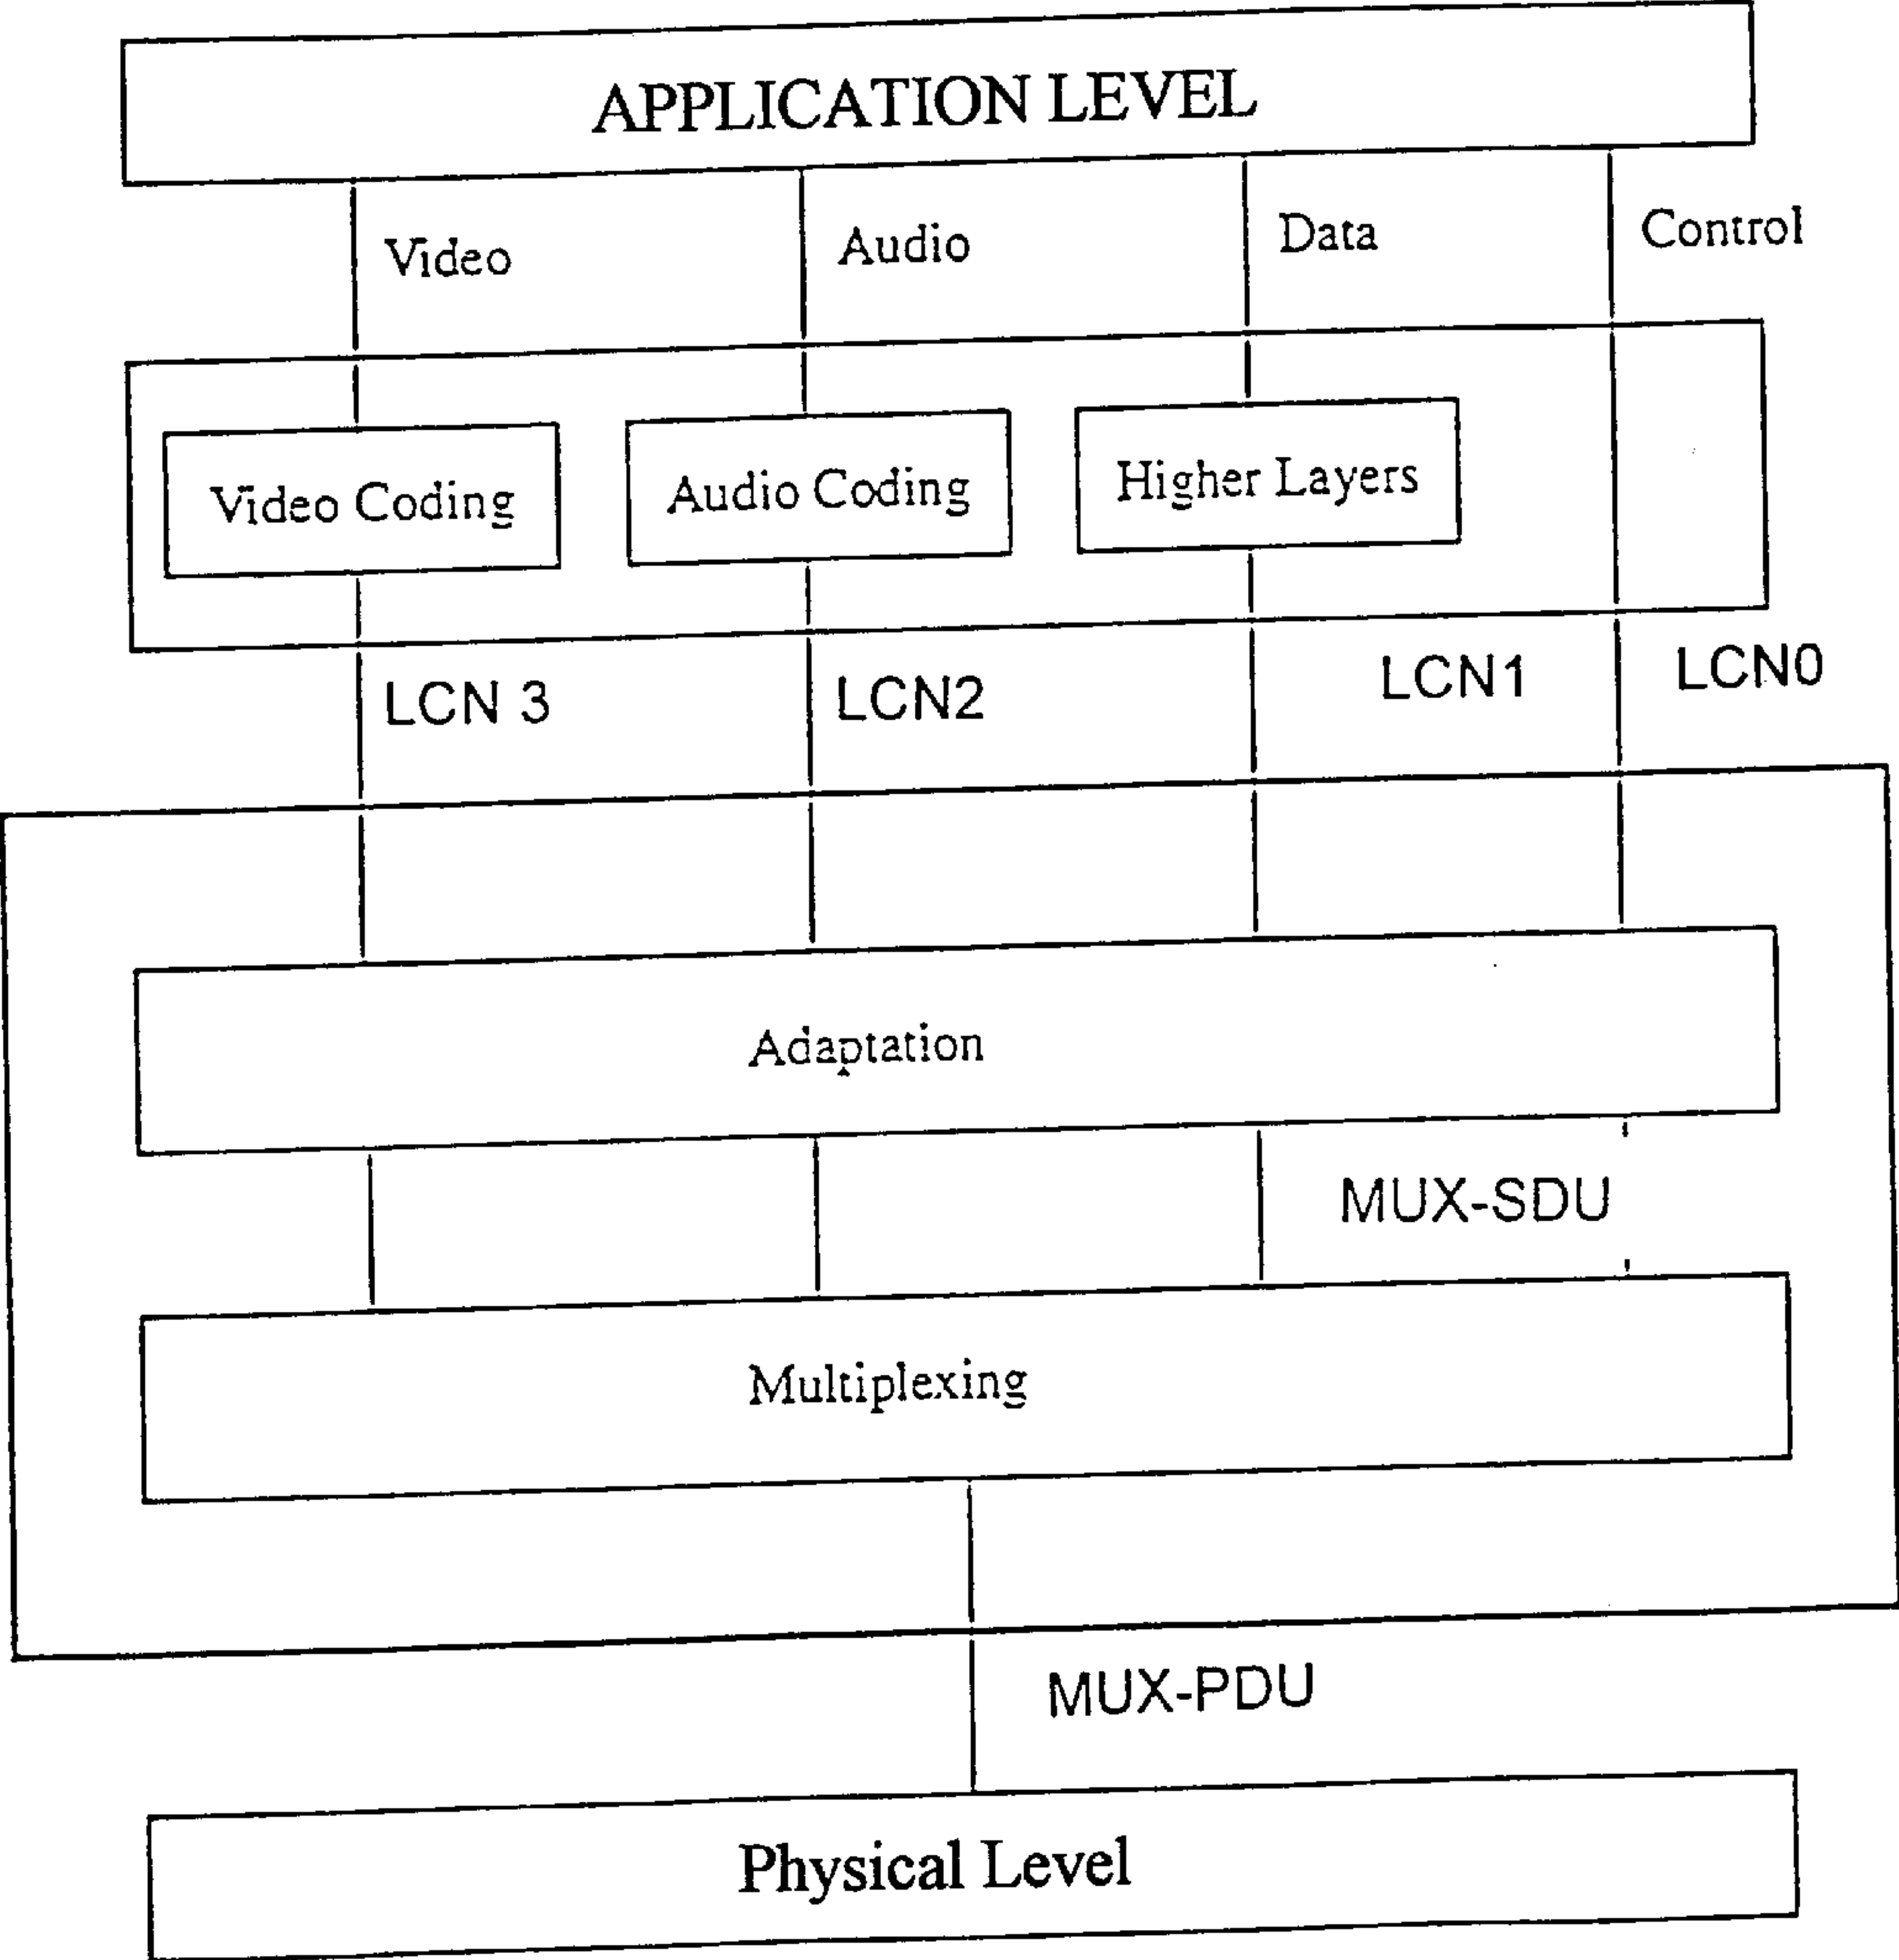 APPLICATION LEVEL
Video
Audio
Data
Control
Video Coding
Audio Coding
Higher Layers
LCN 3
LCN2
LCN1
LCN0
Adaptation
MUX-SDU
Multiplexing
MUX-PDU
Physical Level